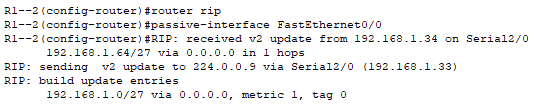 R1--2(config-router)#router rip
R1--2(config-router)#passive-interface FastEthernet0/0
R1--2(config-router)#RIP: received v2 update from 192.168.1.34 on Serial2/0
192.168.1.64/27 via 0.0.0.0 in 1 hops
RIP: sending  v2 update to 224.0.0.9 via Serial2/0 (192.168.1.33)
RIP: build update entries
192.168.1.0/27 via 0.0.0.0, metric 1, tag 0